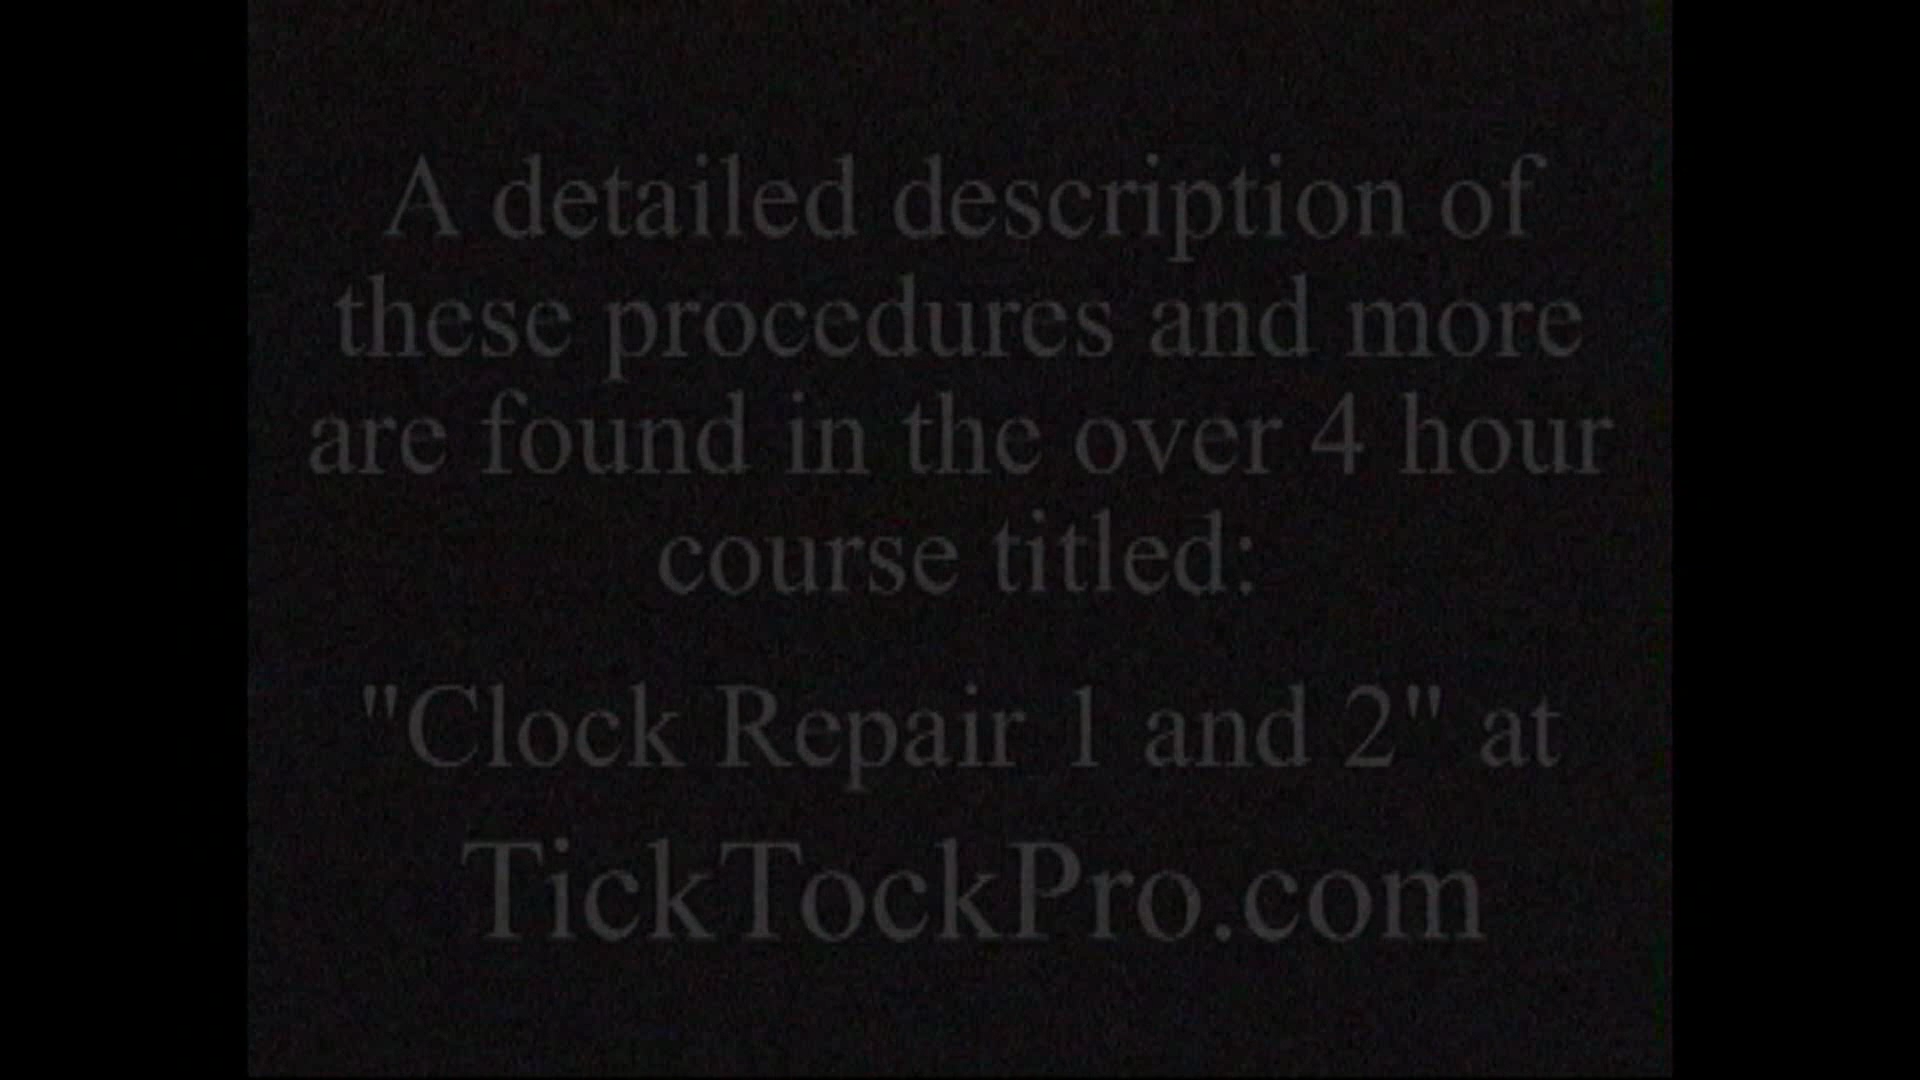 A detailed description of
these procedures and more
are found in the over 4 hour
course titled:
"Clock Repair 1 and 2" at
TickTockPro.com